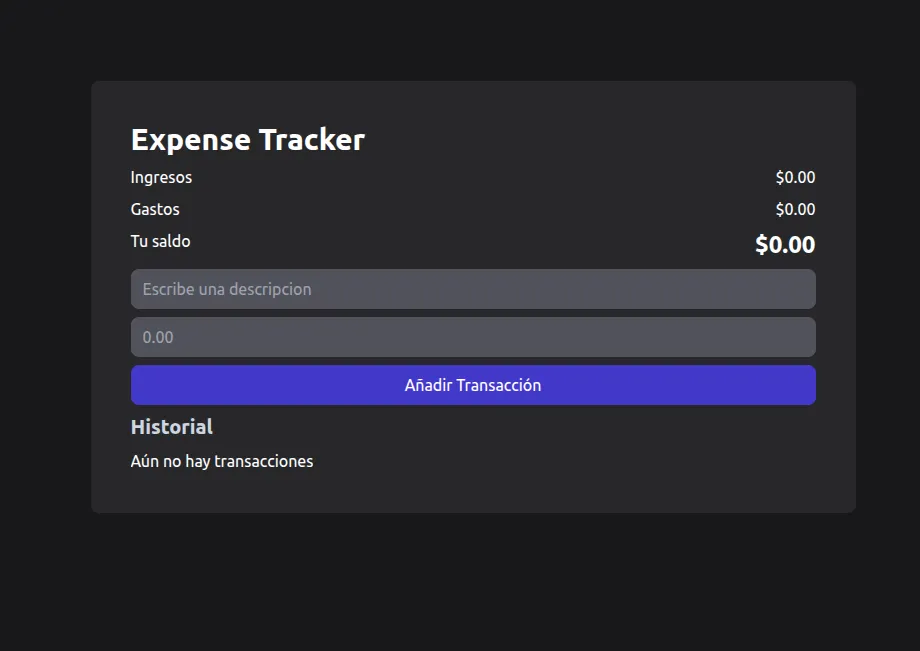 Expense Tracker
Ingresos $0.00
Gastos $0.00
Tu saldo $0.00
Escribe una descripcion
0.00
Añadir Transacción
Historial
Aún no hay transacciones